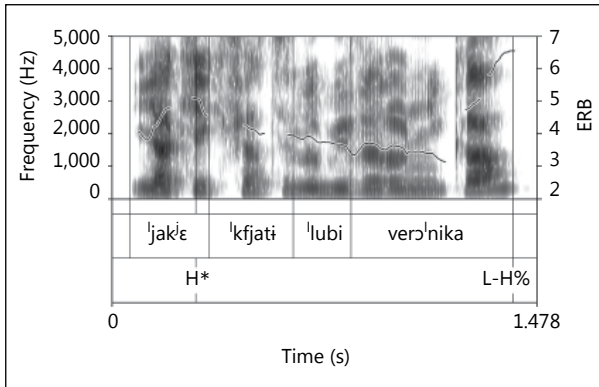 5,000 7
4,000 6
3,000 5
2,000 4
1,000 3
0 2
Frequency (Hz)
ERB
ˈjakʲɛ ˈkfjatɨ ˈlubi verɔˈnika
H* L-H%
0 1.478
Time (s)